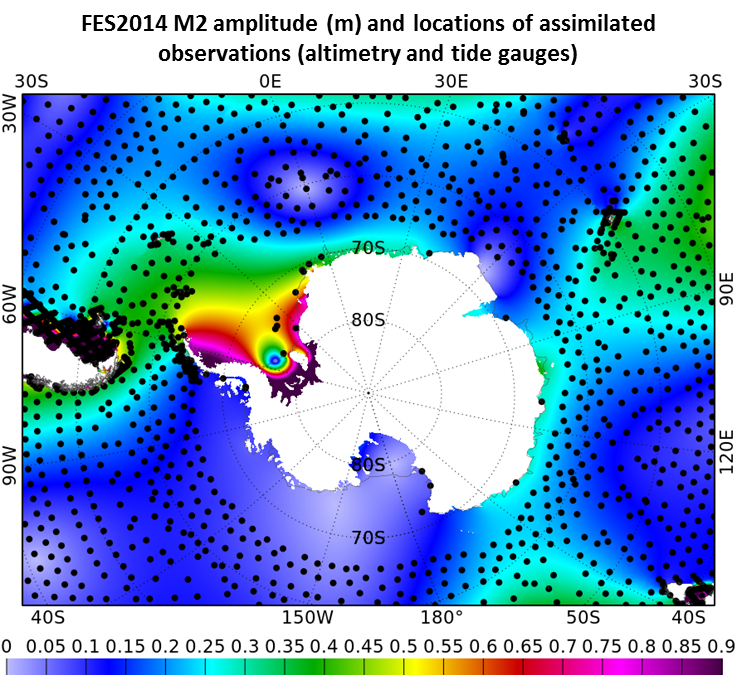 FES2014 M2 amplitude (m) and locations of assimilated
observations (altimetry and tide gauges)
30S 0E 30E 30S
30W
70S
60W
80S
90E
90W
80S
120E
70S
40S 150W 180° 50S 40S
0 0.05 0.1 0.15 0.2 0.25 0.3 0.35 0.4 0.45 0.5 0.55 0.6 0.65 0.7 0.75 0.8 0.85 0.9